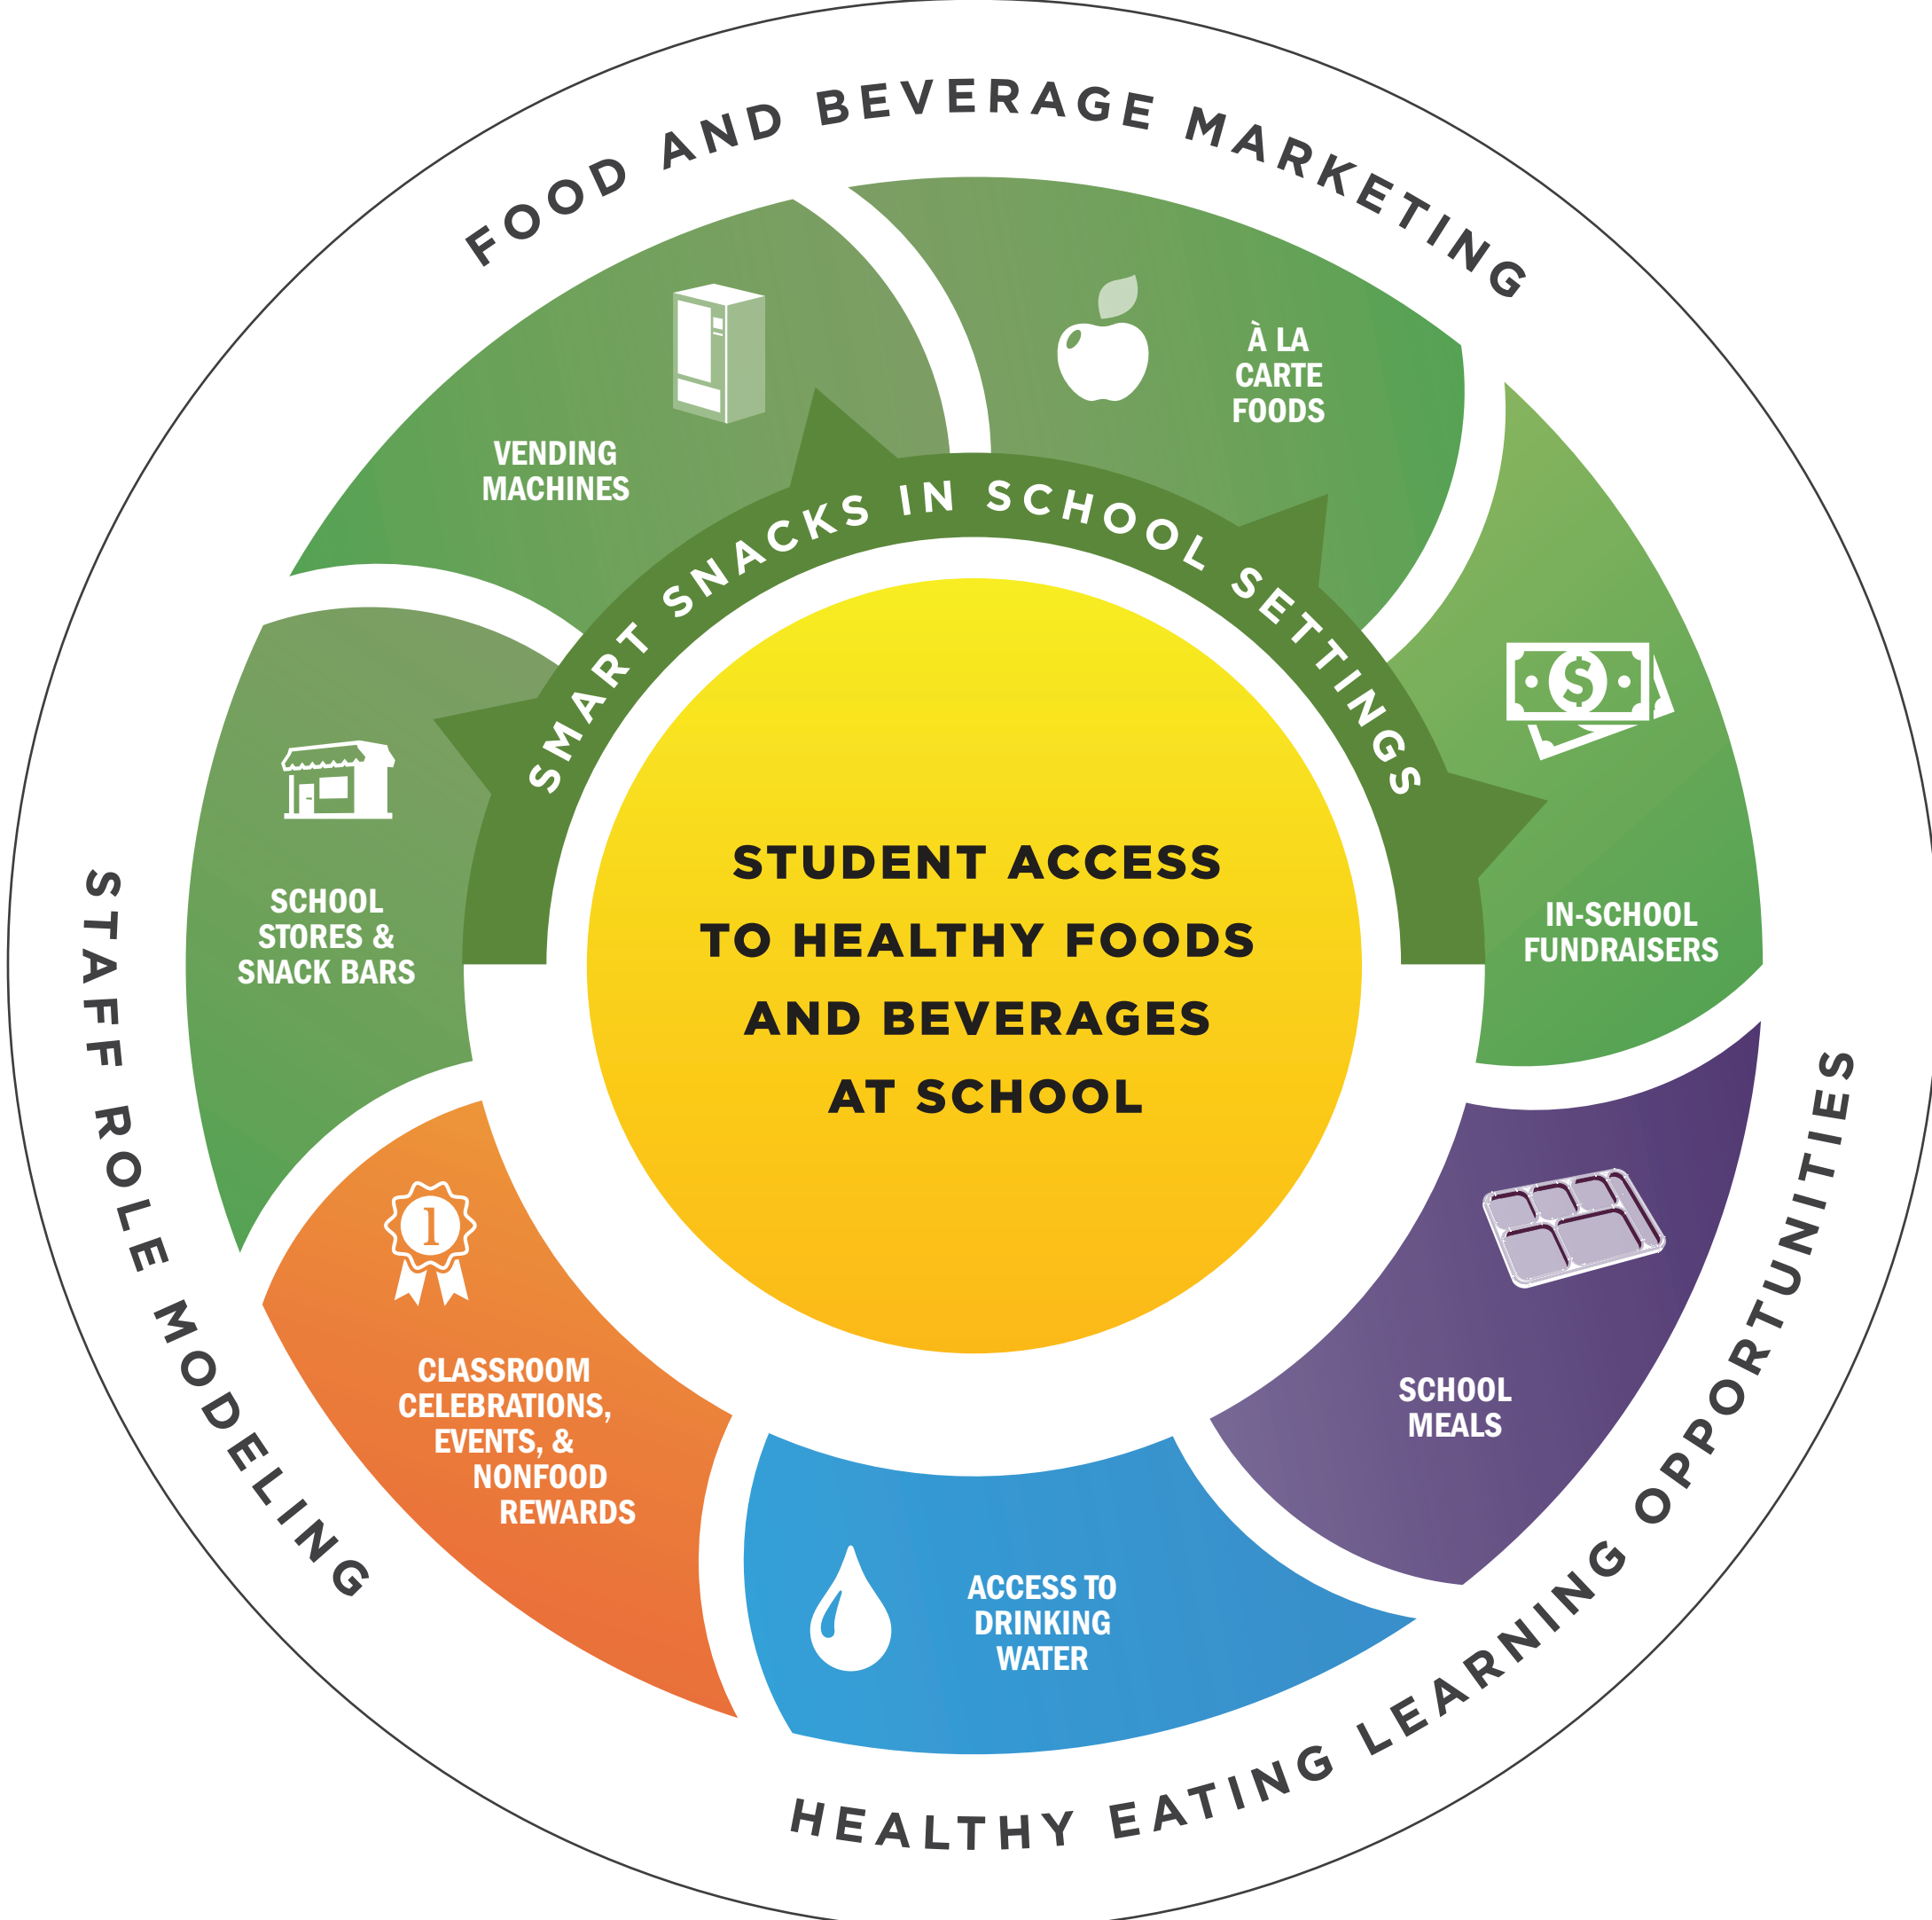 FOOD AND BEVERAGE MARKETING
À LA
CARTE
FOODS
VENDING
MACHINES
SMART SNACKS IN SCHOOL SETTINGS
$
IN-SCHOOL
FUNDRAISERS
SCHOOL
STORES &
SNACK BARS
STUDENT ACCESS
TO HEALTHY FOODS
AND BEVERAGES
AT SCHOOL
STAFF ROLE MODELING
1
CLASSROOM
CELEBRATIONS,
EVENTS, &
NONFOOD
REWARDS
SCHOOL
MEALS
ACCESS TO
DRINKING
WATER
HEALTHY EATING LEARNING OPPORTUNITIES